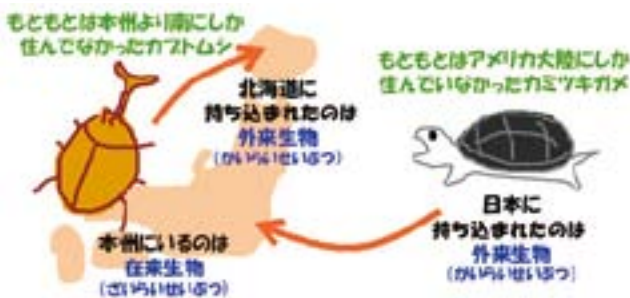 もともとは本州より南にしか
住んでなかったカブトムシ
北海道に
持ち込まれたのは
外来生物
(がいらいせいぶつ)
本州にいるのは
在来生物
(ざいらいせいぶつ)
もともとはアメリカ大陸にしか
住んでいなかったカミツキガメ
日本に
持ち込まれたのは
外来生物
(がいらいせいぶつ)